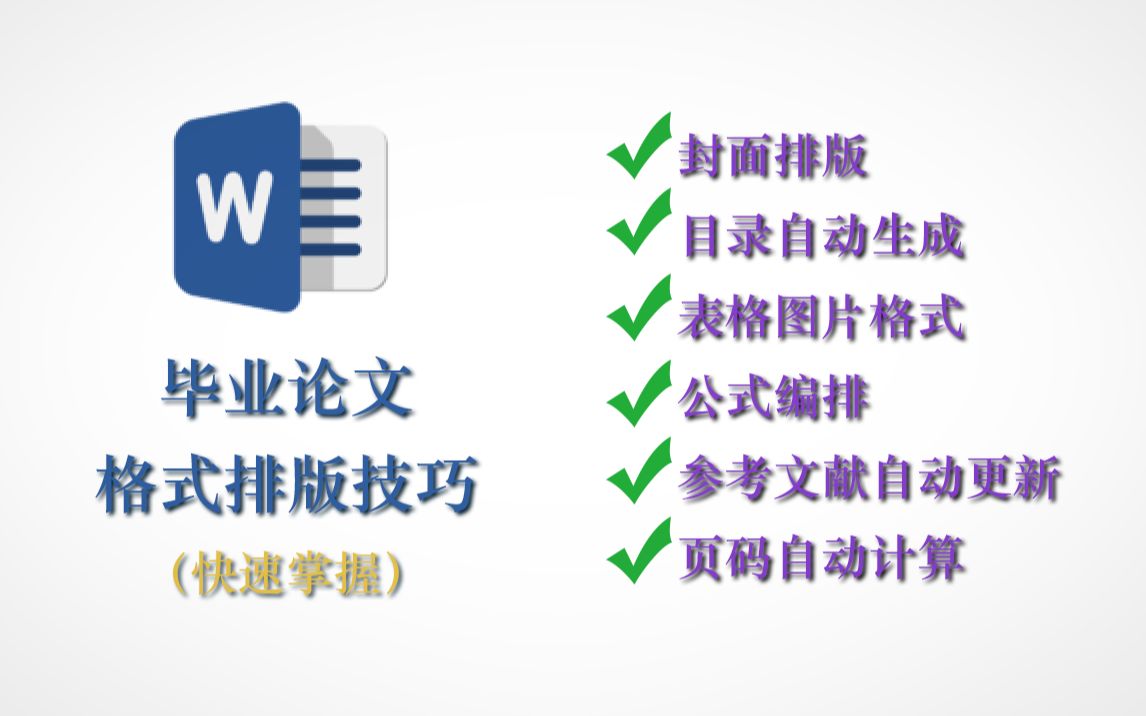 W
毕业论文
格式排版技巧
（快速掌握）
封面排版
目录自动生成
表格图片格式
公式编排
参考文献自动更新
页码自动计算